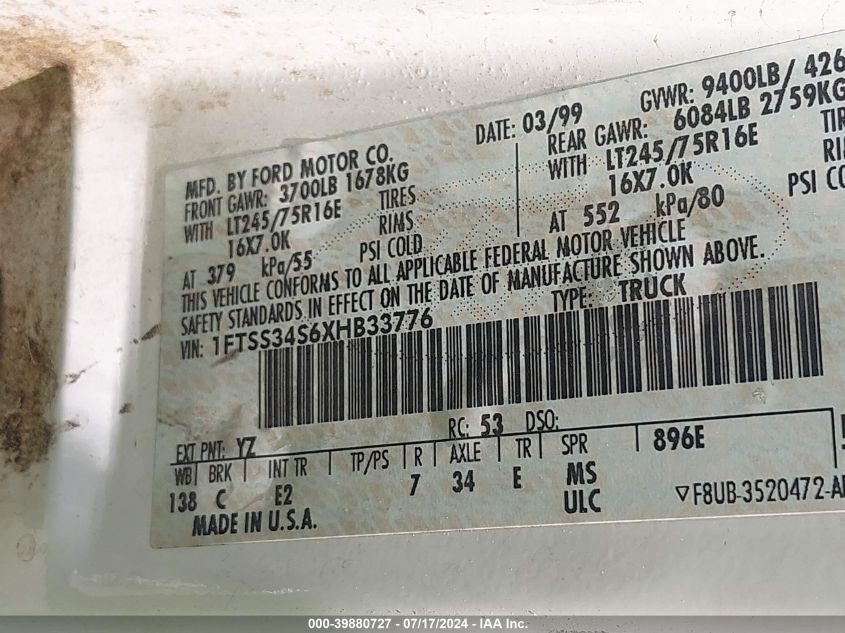 MFD. BY FORD MOTOR CO.
DATE: 03/99
GVWR: 9400LB/ 426
FRONT GAWR: 3700LB 1678KG
REAR GAWR: 6084LB 2759KG
WITH LT245/75R16E TIRES
WITH LT245/75R16E TIR
16X7.0K RIMS
16X7.0K RI
AT 379 kPa/55 PSI COLD
AT 552 kPa/80 PSI CO
THIS VEHICLE CONFORMS TO ALL APPLICABLE FEDERAL MOTOR VEHICLE
SAFETY STANDARDS IN EFFECT ON THE DATE OF MANUFACTURE SHOWN ABOVE.
VIN: 1FTSS34S6XHB33776
TYPE: TRUCK
EXT PNT: YZ RC: 53 DSO:
WB BRK INT TR TP/PS R AXLE TR SPR 896E
138 C E2 7 34 E MS
ULC
MADE IN U.S.A.
▽F8UB-3520472-A
000-39880727 - 07/17/2024 - IAA Inc.